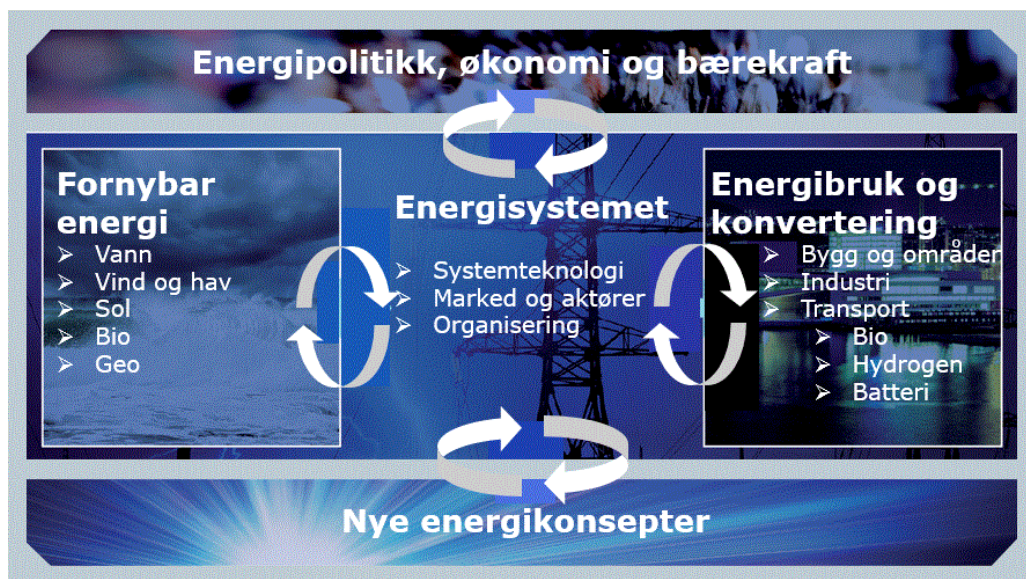 Energipolitikk, økonomi og bærekraft
Fornybar
energi
➢ Vann
➢ Vind og hav
➢ Sol
➢ Bio
➢ Geo
Energisystemet
➢ Systemteknologi
➢ Marked og aktører
➢ Organisering
Energibruk og
konvertering
➢ Bygg og områder
➢ Industri
➢ Transport
➢ Bio
➢ Hydrogen
➢ Batteri
Nye energikonsepter